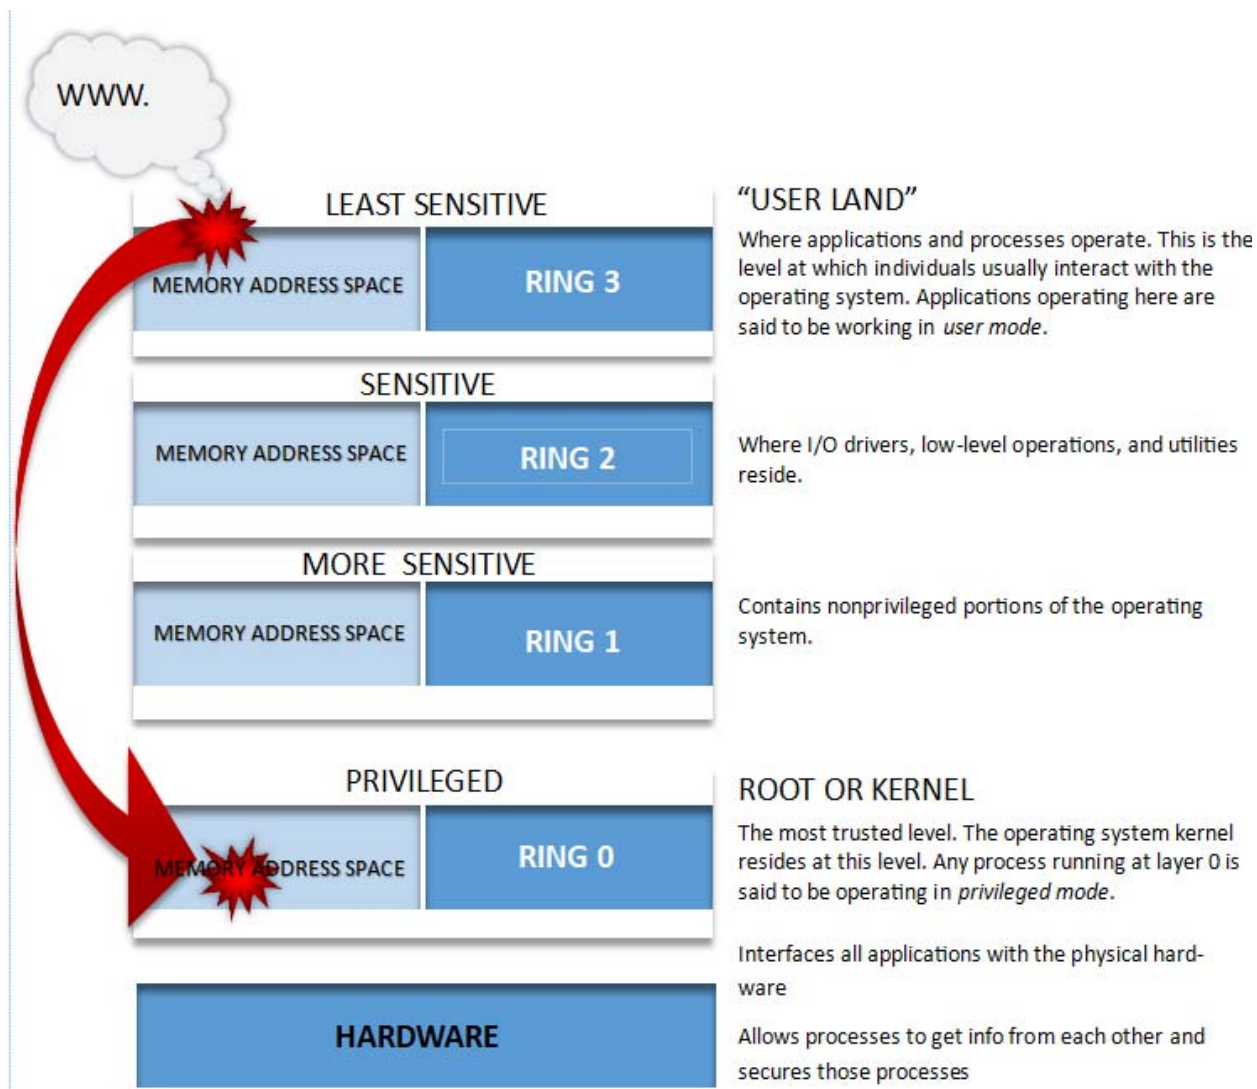 WWW.
LEAST SENSITIVE
MEMORY ADDRESS SPACE
RING 3
“USER LAND”
Where applications and processes operate. This is the
level at which individuals usually interact with the
operating system. Applications operating here are
said to be working in user mode.
SENSITIVE
MEMORY ADDRESS SPACE
RING 2
Where I/O drivers, low-level operations, and utilities
reside.
MORE SENSITIVE
MEMORY ADDRESS SPACE
RING 1
Contains nonprivileged portions of the operating
system.
PRIVILEGED
MEMORY ADDRESS SPACE
RING 0
ROOT OR KERNEL
The most trusted level. The operating system kernel
resides at this level. Any process running at layer 0 is
said to be operating in privileged mode.
Interfaces all applications with the physical hard-
ware
HARDWARE
Allows processes to get info from each other and
secures those processes